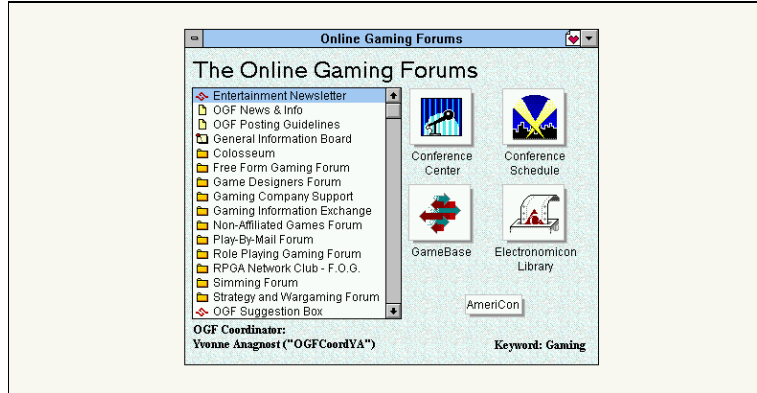 Online Gaming Forums
The Online Gaming Forums
Entertainment Newsletter
OGF News & Info
OGF Posting Guidelines
General Information Board
Colosseum
Free Form Gaming Forum
Game Designers Forum
Gaming Company Support
Gaming Information Exchange
Non-Affiliated Games Forum
Play-By-Mail Forum
Role Playing Gaming Forum
RPGA Network Club - F.O.G.
Simming Forum
Strategy and Wargaming Forum
OGF Suggestion Box
Conference
Center
Conference
Schedule
GameBase
Electronomicon
Library
AmeriCon
OGF Coordinator:
Yvonne Anagnost ("OGFCoordYA")
Keyword: Gaming